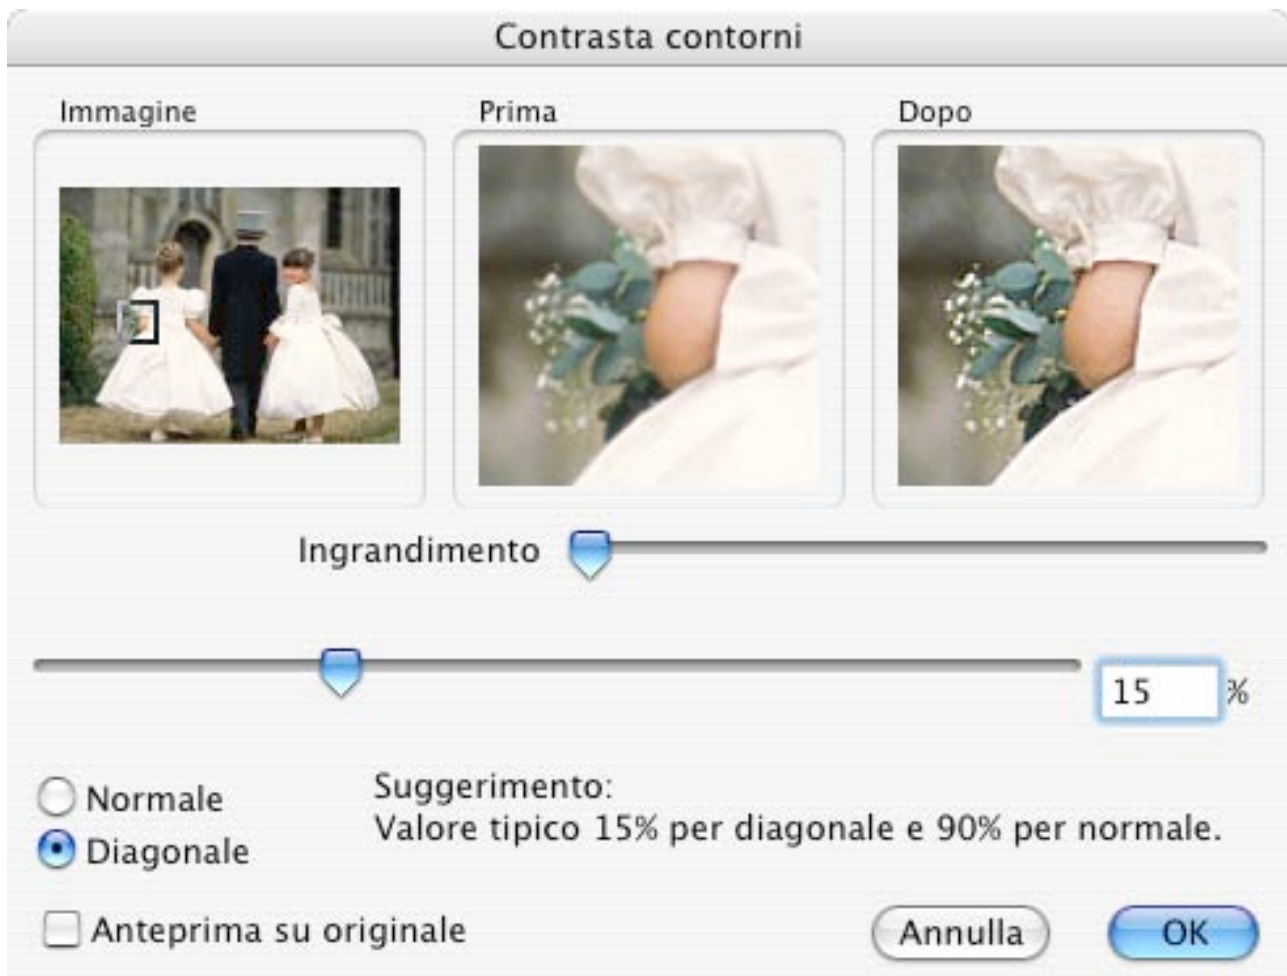 Contrasta contorni
Immagine
Prima
Dopo
Ingrandimento
15 %
Normale
Diagonale
Suggerimento:
Valore tipico 15% per diagonale e 90% per normale.
Anteprima su originale
Annulla
OK